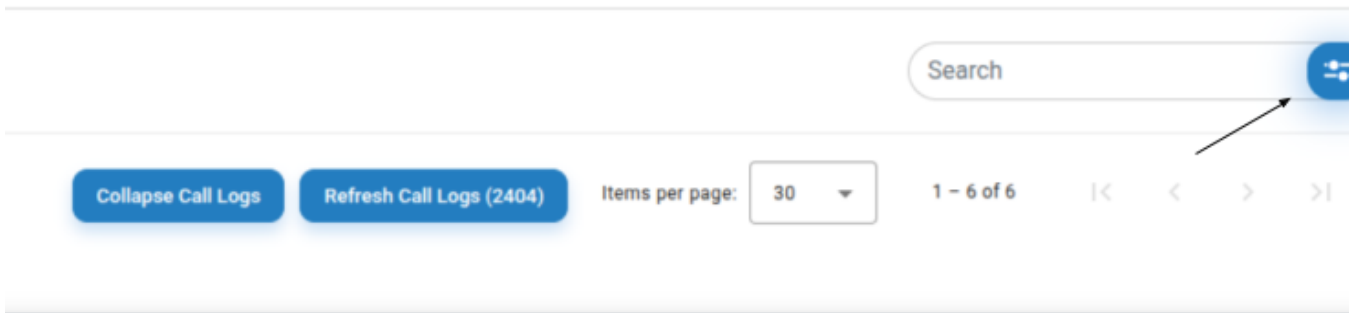 Search
Collapse Call Logs
Refresh Call Logs (2404)
Items per page:
30
1 – 6 of 6